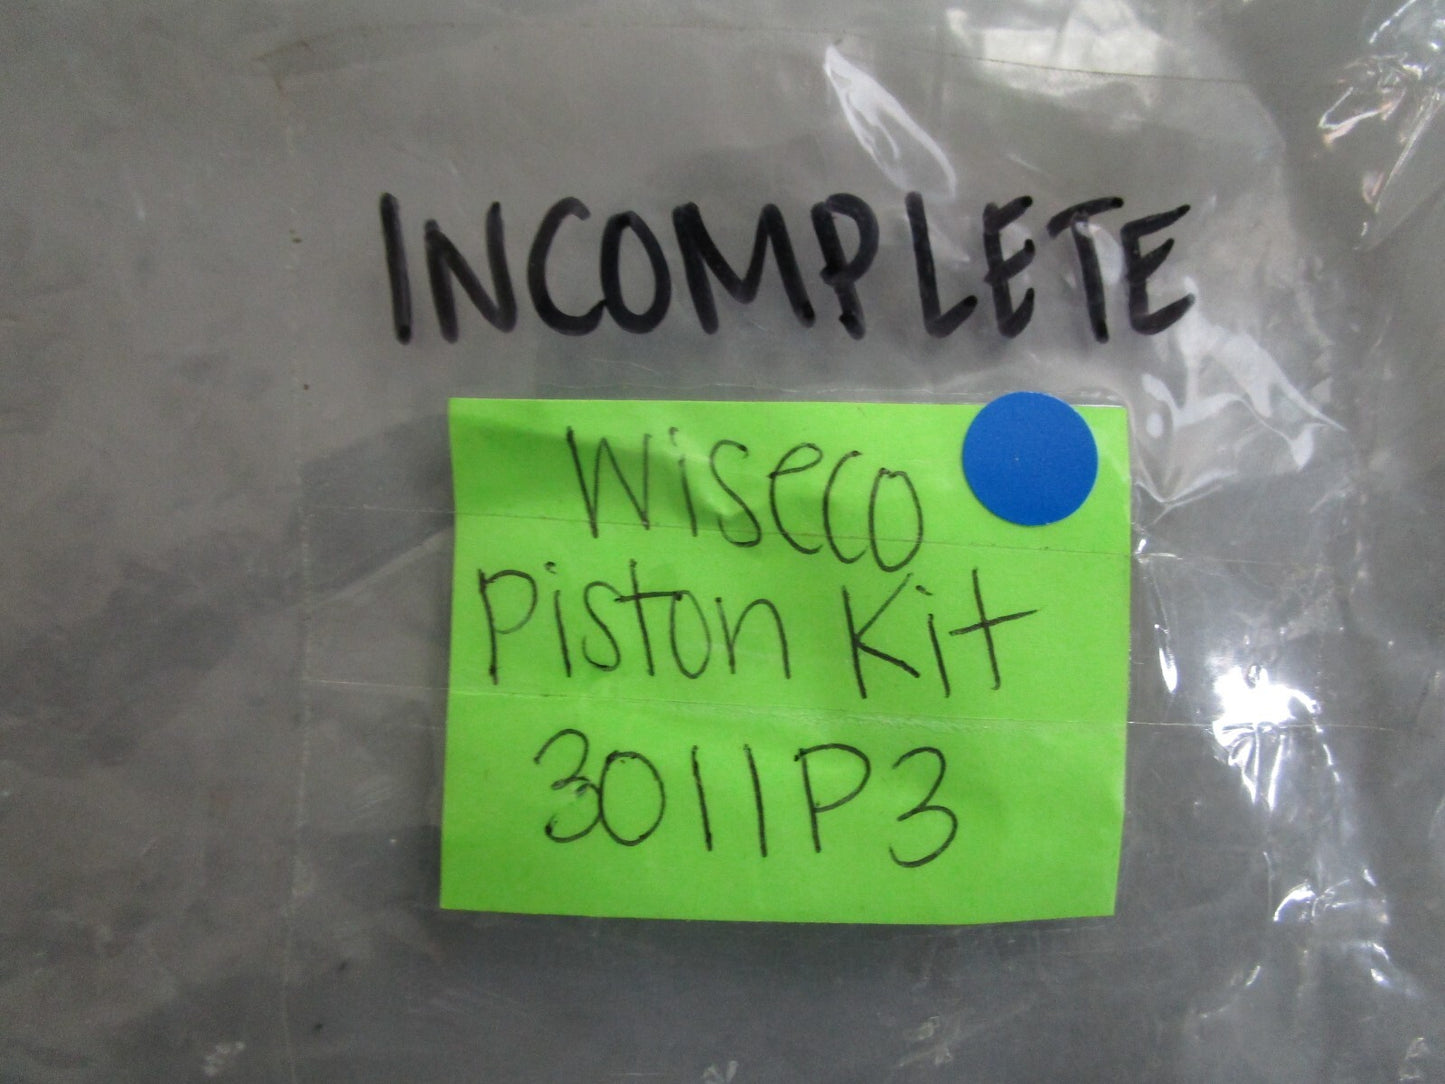 INCOMPLETE
Wiseco
Piston Kit
3011P3